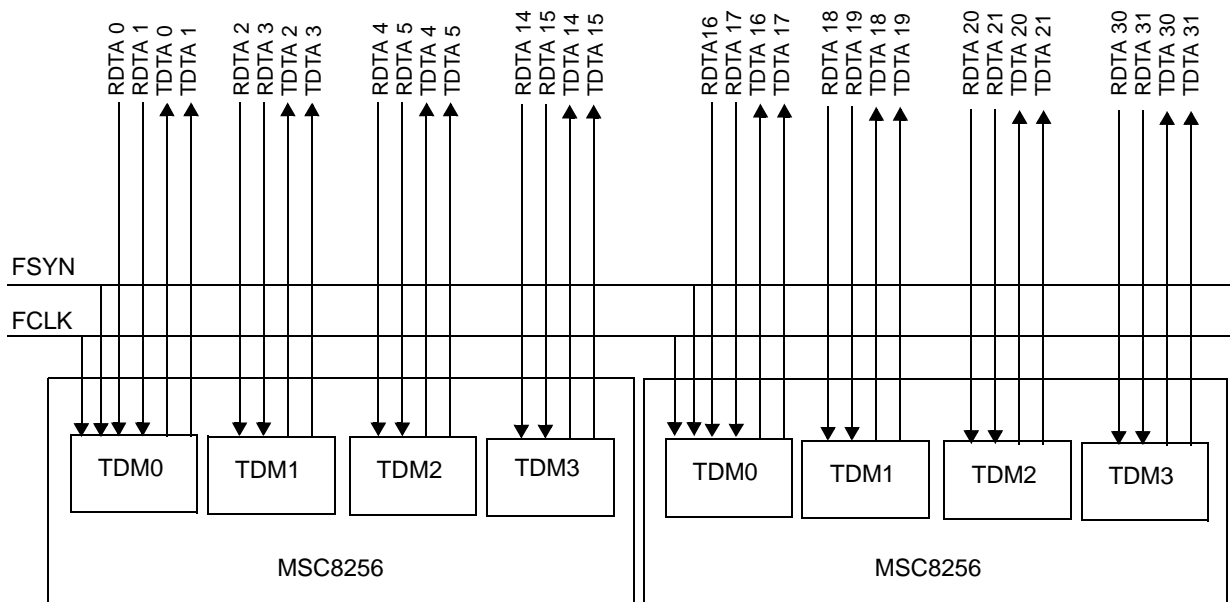 RDTA 0
RDTA 1
TDTA 0
TDTA 1
RDTA 2
RDTA 3
TDTA 2
TDTA 3
RDTA 4
RDTA 5
TDTA 4
TDTA 5
RDTA 14
RDTA 15
TDTA 14
TDTA 15
RDTA16
RDTA 17
TDTA 16
TDTA 17
RDTA 18
RDTA 19
TDTA 18
TDTA 19
RDTA 20
RDTA 21
TDTA 20
TDTA 21
RDTA 30
RDTA 31
TDTA 30
TDTA 31
FSYN
FCLK
TDM0
TDM1
TDM2
TDM3
TDM0
TDM1
TDM2
TDM3
MSC8256
MSC8256